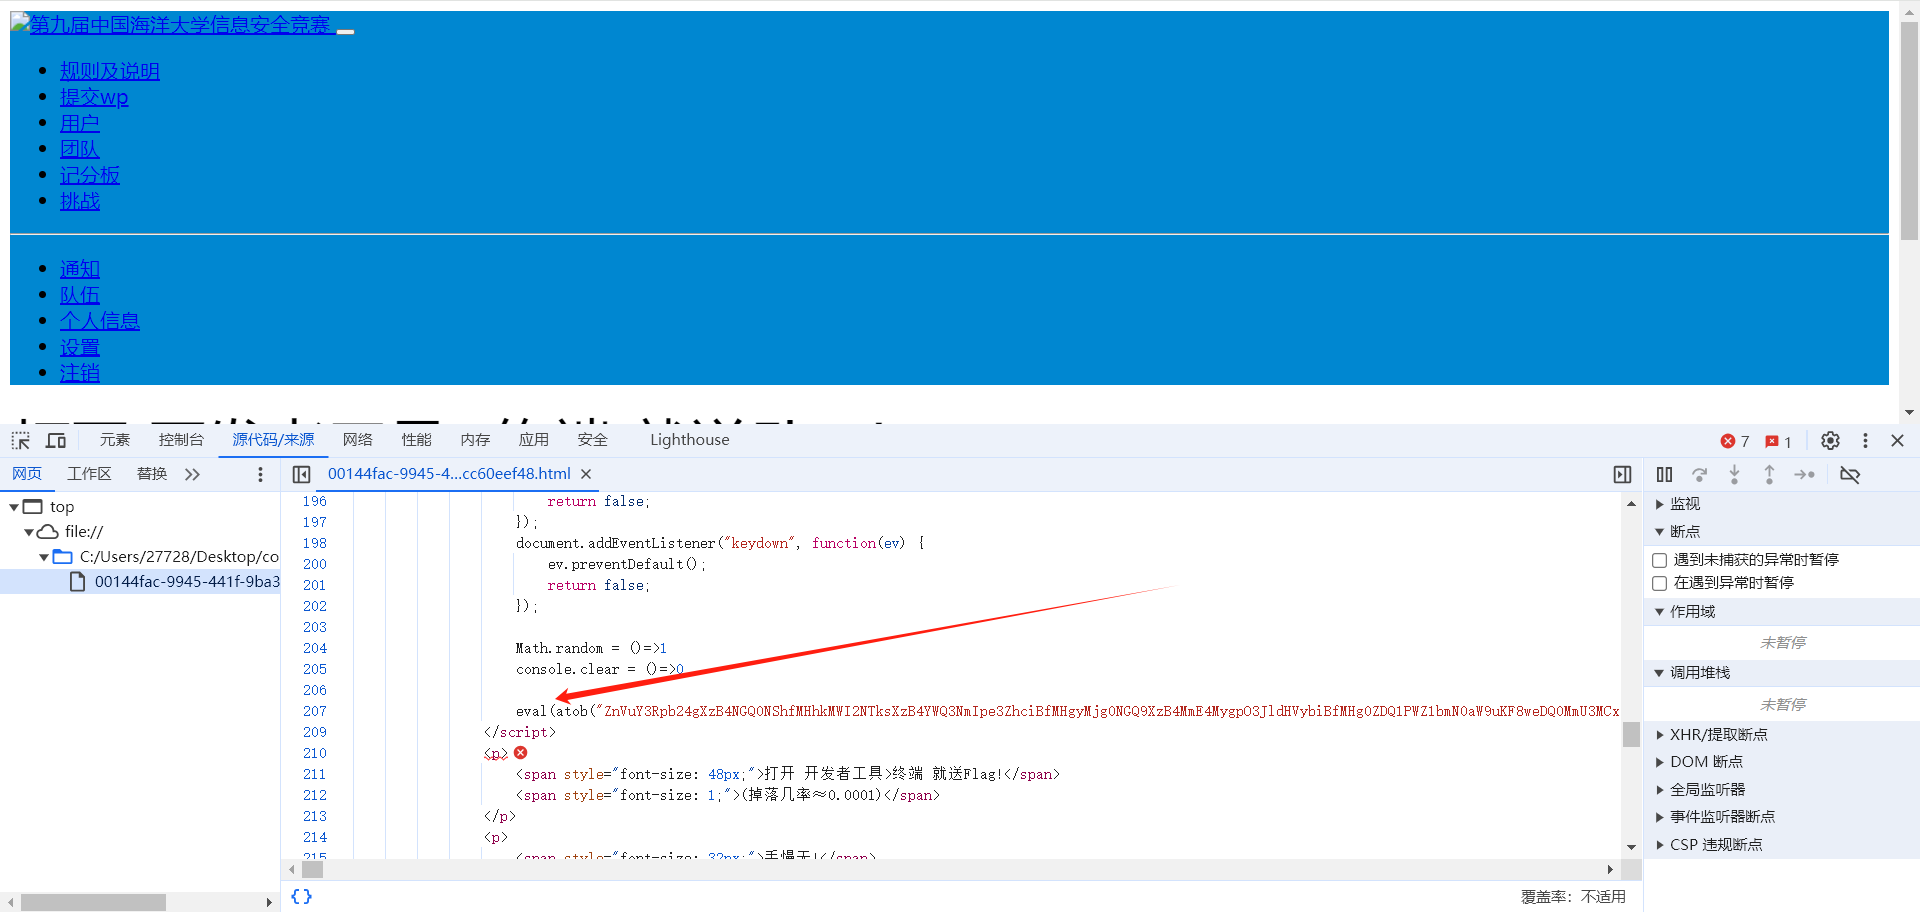 第九届中国海洋大学信息安全竞赛
规则及说明
提交wp
用户
团队
记分板
挑战
通知
队伍
个人信息
设置
注销
元素 控制台 源代码/来源 网络 性能 内存 应用 安全 Lighthouse 7 1
网页 工作区 替换 00144fac-9945-4...cc60eef48.html
top
file://
C:/Users/27728/Desktop/co
00144fac-9945-441f-9ba3
196 return false;
197 });
198 document.addEventListener("keydown", function(ev) {
200 ev.preventDefault();
201 return false;
202 });
203
204 Math.random = ()=>1
205 console.clear = ()=>0
206
207 eval(atob("ZnVuY3Rpb24gXzB4NGQ0NShfMHhkMWI2NTksXzB4YWQ3NmIpe3ZhciBfMHgyMjg0NGQ9XzB4MmE4MygpO3JldHVybiBfMHg0ZDQ1PWZ1bmN0aW9uKF8weDQ0MmU3MCx
209 </script>
210 <p>
211 <span style="font-size: 48px;">打开 开发者工具>终端 就送Flag!</span>
212 <span style="font-size: 1;">(掉落几率≈0.0001)</span>
213 </p>
214 <p>
215 <span style="font-size: 32px;">手慢无!</span>
覆盖率：不适用
监视
断点
遇到未捕获的异常时暂停
在遇到异常时暂停
作用域
未暂停
调用堆栈
未暂停
XHR/提取断点
DOM 断点
全局监听器
事件监听器断点
CSP 违规断点